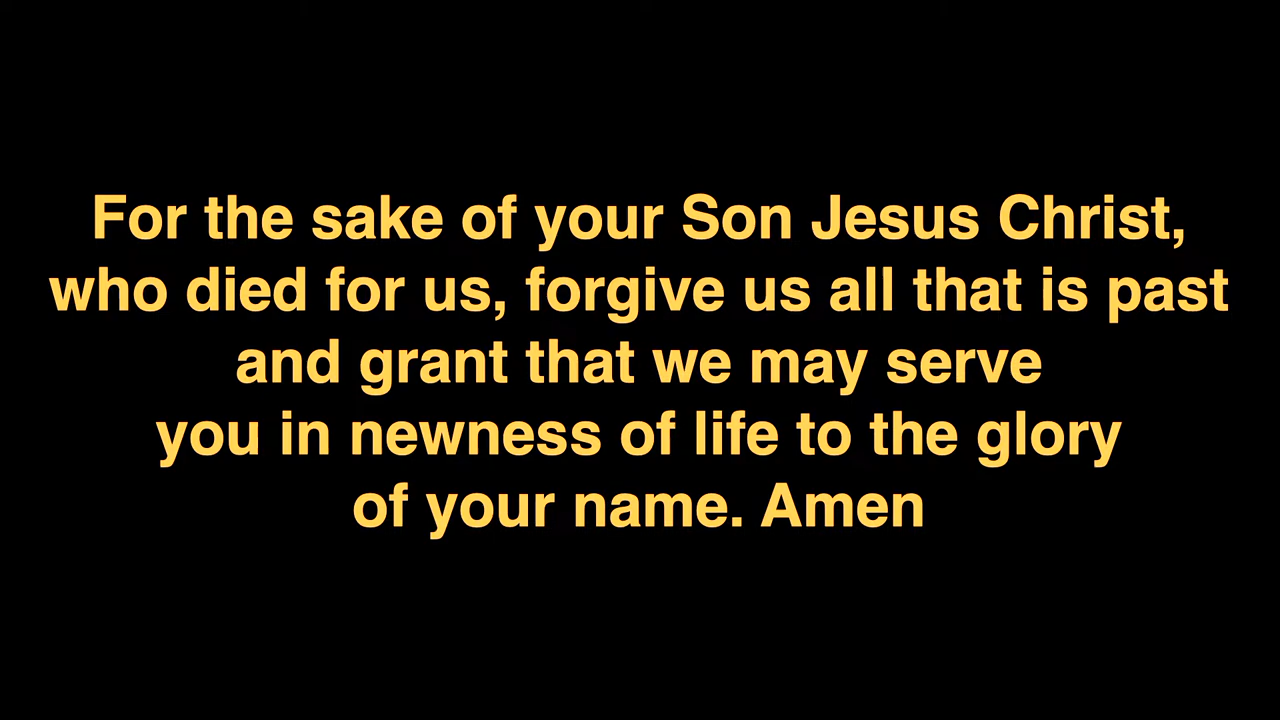 For the sake of your Son Jesus Christ,
who died for us, forgive us all that is past
and grant that we may serve
you in newness of life to the glory
of your name. Amen